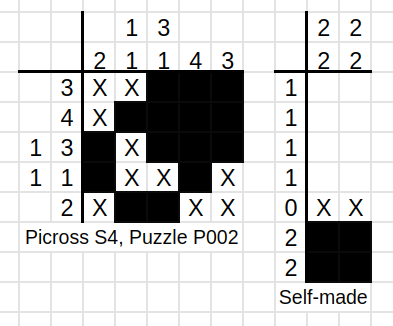 1 3 2 2
2 1 1 4 3 2 2
3 X X 1
4 X 1
1 3 X 1
1 1 X X X 1
2 X X X 0 X X
Picross S4, Puzzle P002 2
2
Self-made